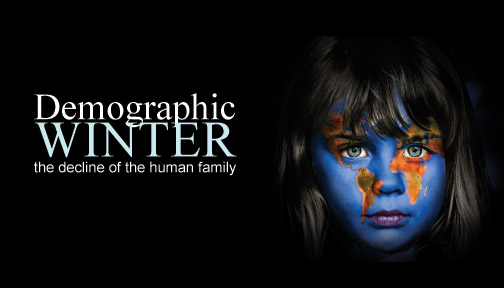 Demographic
WINTER
the decline of the human family